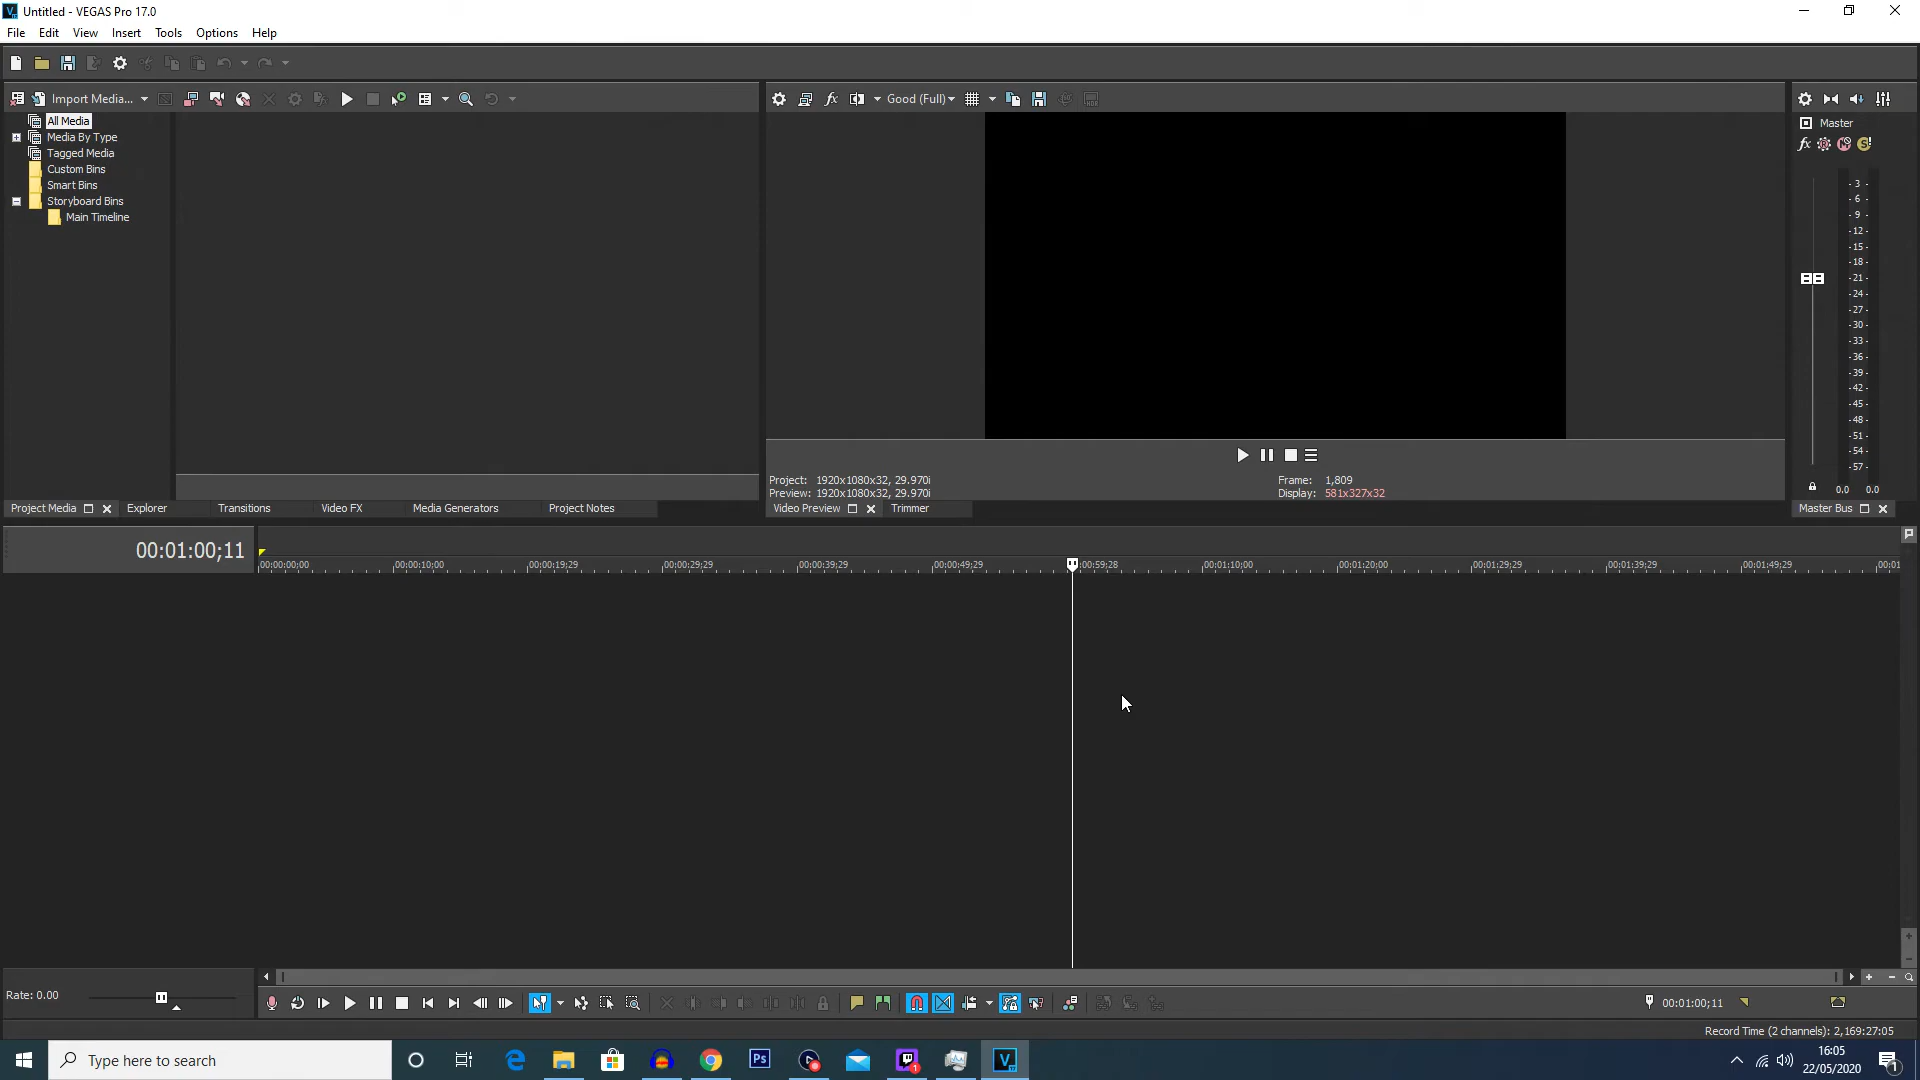 Untitled - VEGAS Pro 17.0
File Edit View Insert Tools Options Help
Import Media...
Good (Full)
All Media
Media By Type
Tagged Media
Custom Bins
Smart Bins
Storyboard Bins
Main Timeline
Master
fx
- 3 -
- 6 -
- 9 -
- 12 -
- 15 -
- 18 -
- 21 -
- 24 -
- 27 -
- 30 -
- 33 -
- 36 -
- 39 -
- 42 -
- 45 -
- 48 -
- 51 -
- 54 -
- 57 -
0.0 0.0
Project: 1920x1080x32, 29.970i
Preview: 1920x1080x32, 29.970i
Frame: 1,809
Display: 581x327x32
Project Media Explorer Transitions Video FX Media Generators Project Notes
Video Preview Trimmer
Master Bus
00:01:00;11
00:00:00;00 00:00:10;00 00:00:19;29 00:00:29;29 00:00:39;29 00:00:49;29 :00:59;28 00:01:10;00 00:01:20;00 00:01:29;29 00:01:39;29 00:01:49;29 00:01
Rate: 0.00
00:01:00;11
Record Time (2 channels): 2,169:27:05
Type here to search
Ps
V
16:05
22/05/2020